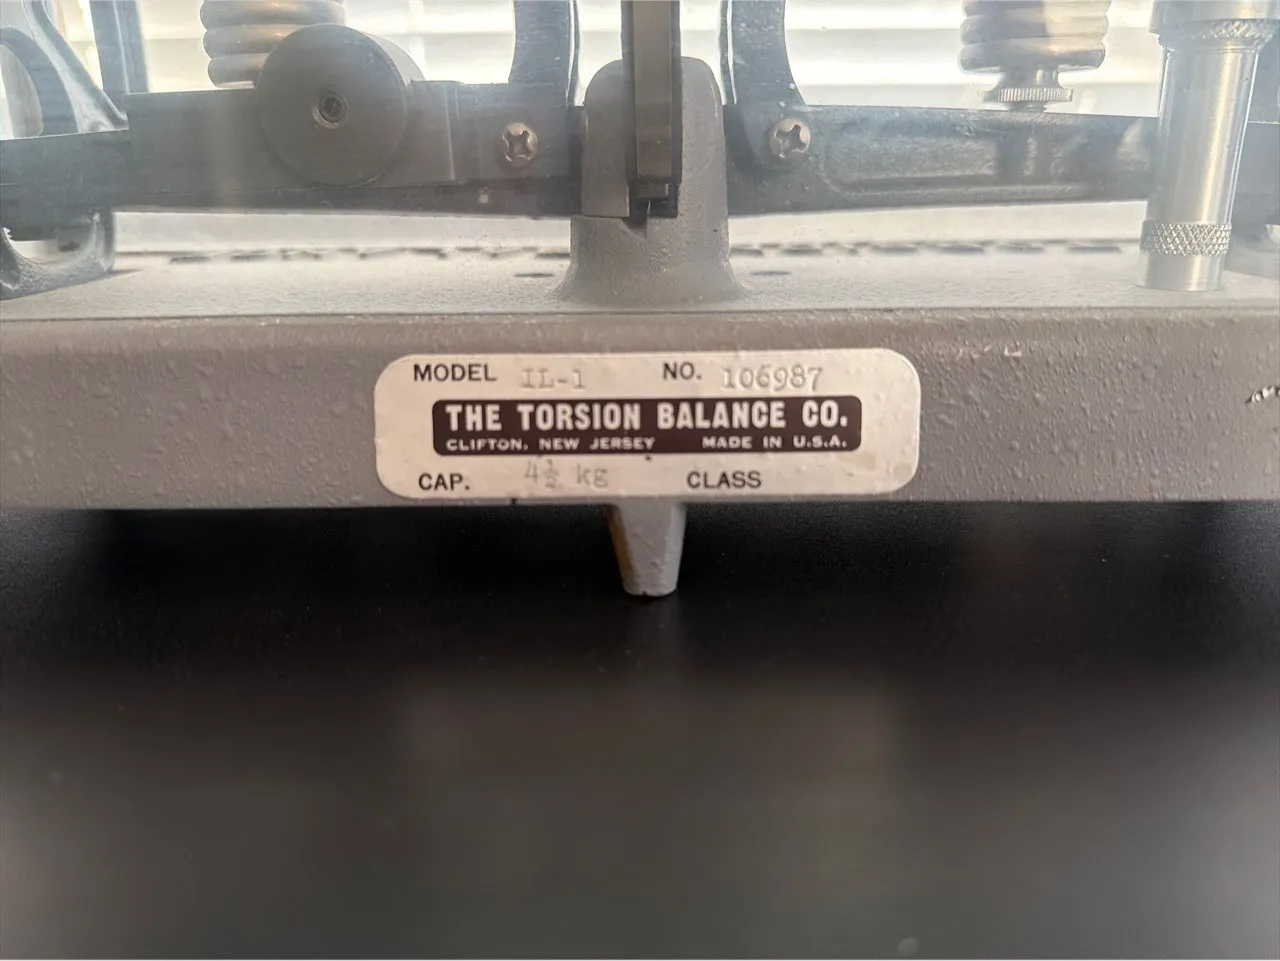 MODEL IL-1 NO. 106987
THE TORSION BALANCE CO.
CLIFTON, NEW JERSEY MADE IN U.S.A.
CAP. 4½ kg CLASS